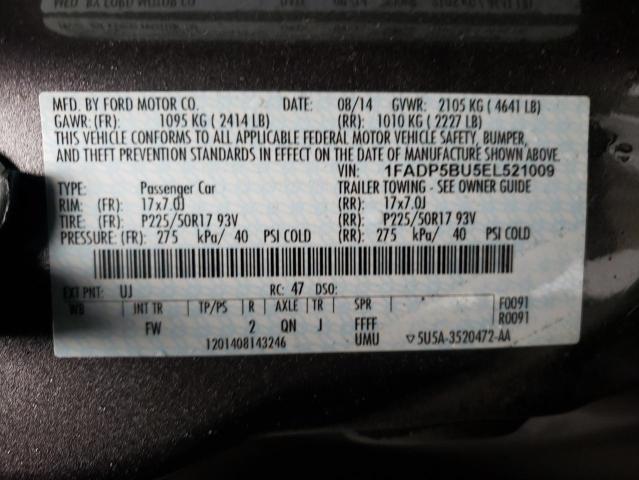 MFD. BY FORD MOTOR CO. DATE: 08/14 GVWR: 2105 KG ( 4641 LB)
GAWR: (FR): 1095 KG ( 2414 LB) (RR): 1010 KG ( 2227 LB)
THIS VEHICLE CONFORMS TO ALL APPLICABLE FEDERAL MOTOR VEHICLE SAFETY, BUMPER,
AND THEFT PREVENTION STANDARDS IN EFFECT ON THE DATE OF MANUFACTURE SHOWN ABOVE.
VIN: 1FADP5BU5EL521009
TYPE: Passenger Car TRAILER TOWING - SEE OWNER GUIDE
RIM: (FR): 17x7.0J (RR): 17x7.0J
TIRE: (FR): P225/50R17 93V (RR): P225/50R17 93V
PRESSURE: (FR): 275 kPa/ 40 PSI COLD (RR): 275 kPa/ 40 PSI COLD
EXT PNT: UJ RC: 47 DSO:
WB INT TR TP/PS R AXLE TR SPR F0091
FW 2 QN J FFFF R0091
1201408143246 UMU ▽5U5A-3520472-AA